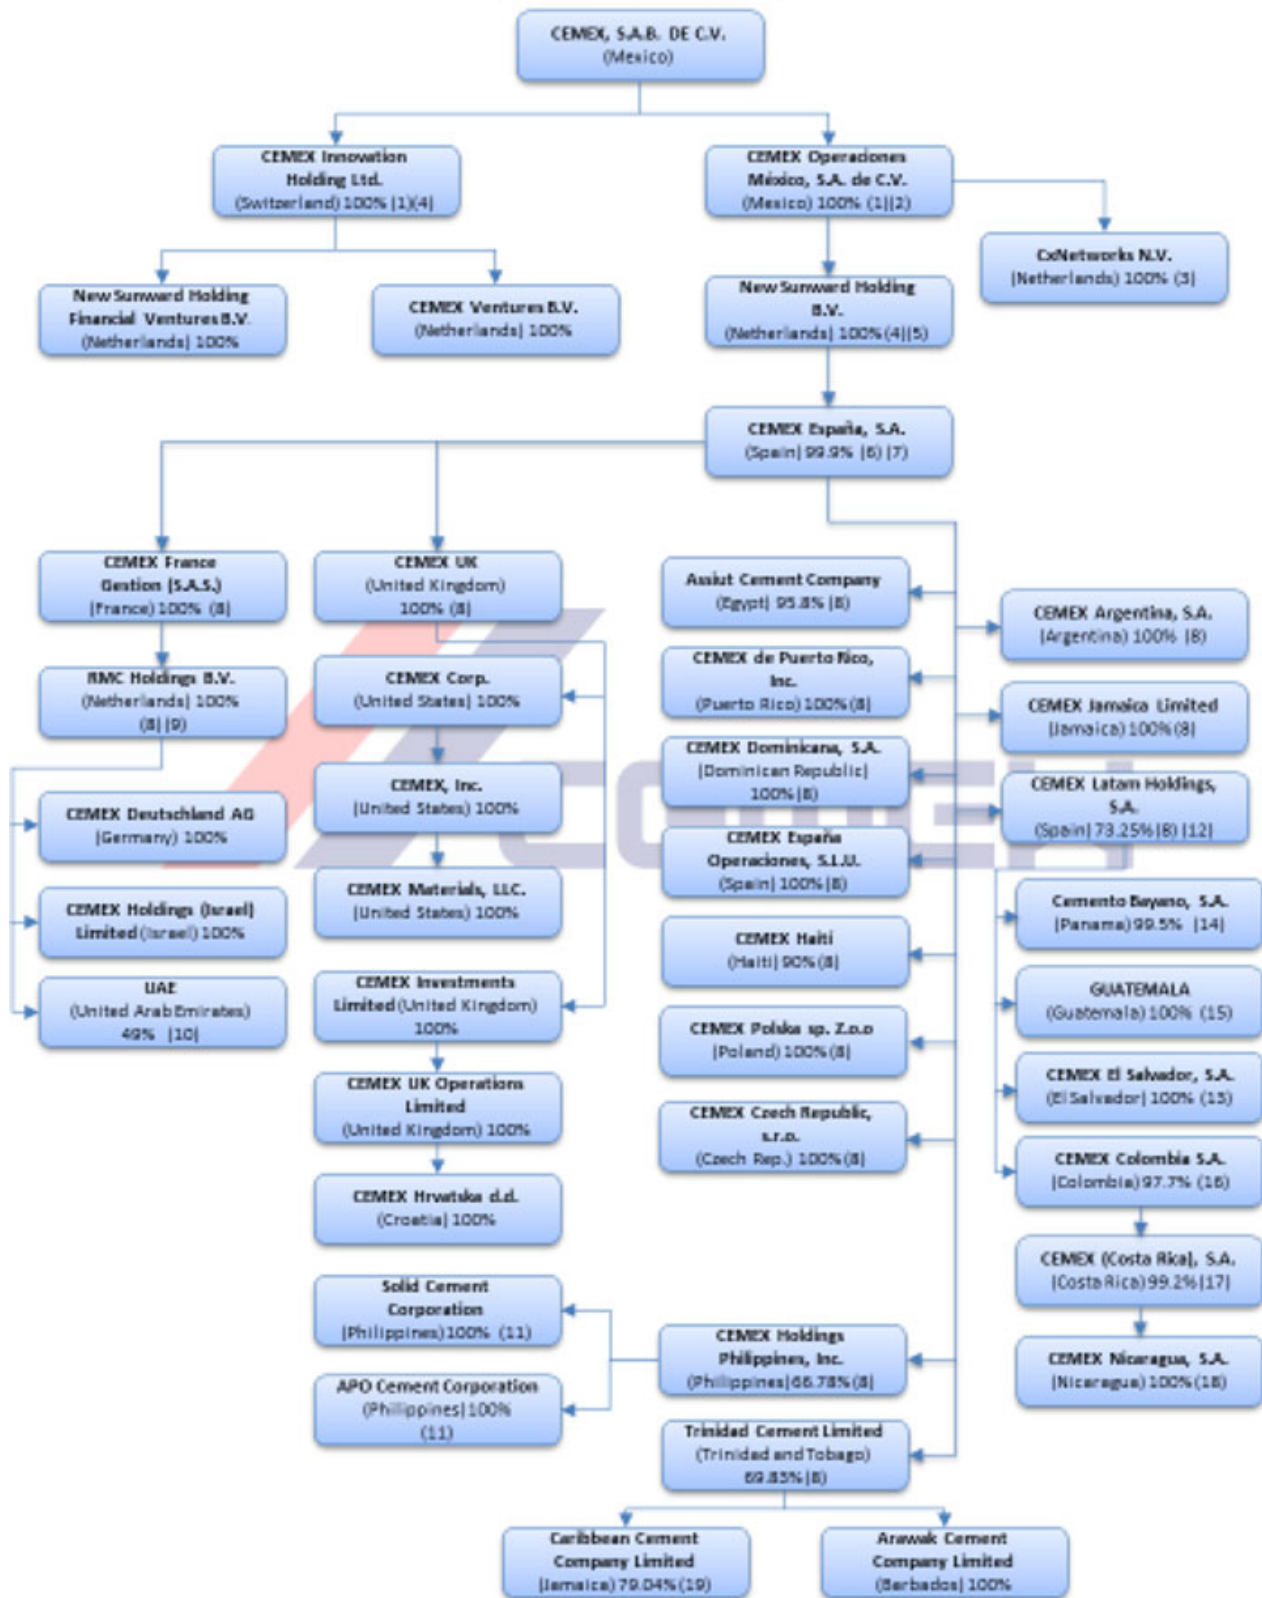 CEMEX, S.A.B. DE C.V.
(Mexico)
CEMEX Innovation
Holding Ltd.
(Switzerland) 100% (1)(4)
CEMEX Operaciones
México, S.A. de C.V.
(Mexico) 100% (1)(2)
CxNetworks N.V.
(Netherlands) 100% (3)
New Sunward Holding
Financial Ventures B.V.
(Netherlands) 100%
CEMEX Ventures B.V.
(Netherlands) 100%
New Sunward Holding
B.V.
(Netherlands) 100% (4)(5)
CEMEX España, S.A.
(Spain) 99.9% (6) (7)
CEMEX France
Gestion (S.A.S.)
(France) 100% (8)
RMC Holdings B.V.
(Netherlands) 100%
(8) (9)
CEMEX Deutschland AG
(Germany) 100%
CEMEX Holdings (Israel)
Limited (Israel) 100%
UAE
(United Arab Emirates)
49% (10)
CEMEX UK
(United Kingdom)
100% (8)
CEMEX Corp.
(United States) 100%
CEMEX, Inc.
(United States) 100%
CEMEX Materials, LLC.
(United States) 100%
CEMEX Investments
Limited (United Kingdom)
100%
CEMEX UK Operations
Limited
(United Kingdom) 100%
CEMEX Hrvatska d.d.
(Croatia) 100%
Solid Cement
Corporation
(Philippines) 100% (11)
APO Cement Corporation
(Philippines) 100%
(11)
Assiut Cement Company
(Egypt) 95.8% (8)
CEMEX de Puerto Rico,
Inc.
(Puerto Rico) 100% (8)
CEMEX Dominicana, S.A.
(Dominican Republic)
100% (8)
CEMEX España
Operaciones, S.L.U.
(Spain) 100% (8)
CEMEX Haití
(Haiti) 90% (8)
CEMEX Polska sp. Z.o.o
(Poland) 100% (8)
CEMEX Czech Republic,
s.r.o.
(Czech Rep.) 100% (8)
CEMEX Holdings
Philippines, Inc.
(Philippines) 66.78% (8)
Trinidad Cement Limited
(Trinidad and Tobago)
69.83% (8)
Caribbean Cement
Company Limited
(Jamaica) 79.04% (19)
Arawak Cement
Company Limited
(Barbados) 100%
CEMEX Argentina, S.A.
(Argentina) 100% (8)
CEMEX Jamaica Limited
(Jamaica) 100% (8)
CEMEX Latam Holdings,
S.A.
(Spain) 73.25% (8) (12)
Cemento Bayano, S.A.
(Panama) 99.5% (14)
GUATEMALA
(Guatemala) 100% (15)
CEMEX El Salvador, S.A.
(El Salvador) 100% (13)
CEMEX Colombia S.A.
(Colombia) 97.7% (16)
CEMEX (Costa Rica), S.A.
(Costa Rica) 99.2% (17)
CEMEX Nicaragua, S.A.
(Nicaragua) 100% (18)
CEMEX